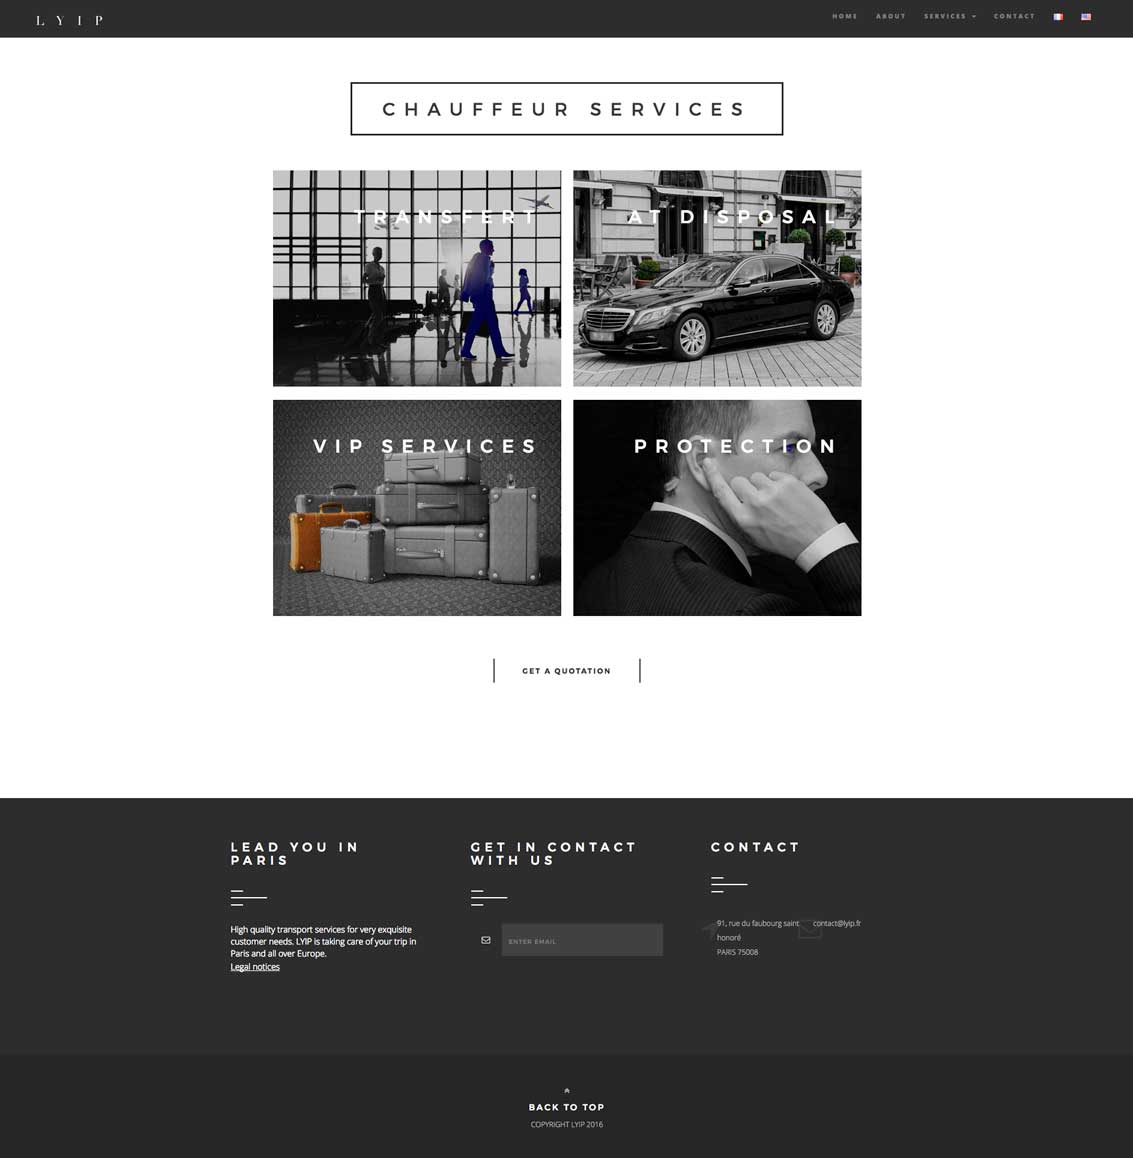 LYIP
HOME ABOUT SERVICES CONTACT
CHAUFFEUR SERVICES
TRANSFERT
AT DISPOSAL
VIP SERVICES
PROTECTION
GET A QUOTATION
LEAD YOU IN
PARIS
High quality transport services for very exquisite
customer needs. LYIP is taking care of your trip in
Paris and all over Europe.
Legal notices
GET IN CONTACT
WITH US
ENTER EMAIL
CONTACT
91, rue du faubourg saint
honoré
PARIS 75008
contact@lyip.fr
BACK TO TOP
COPYRIGHT LYIP 2016